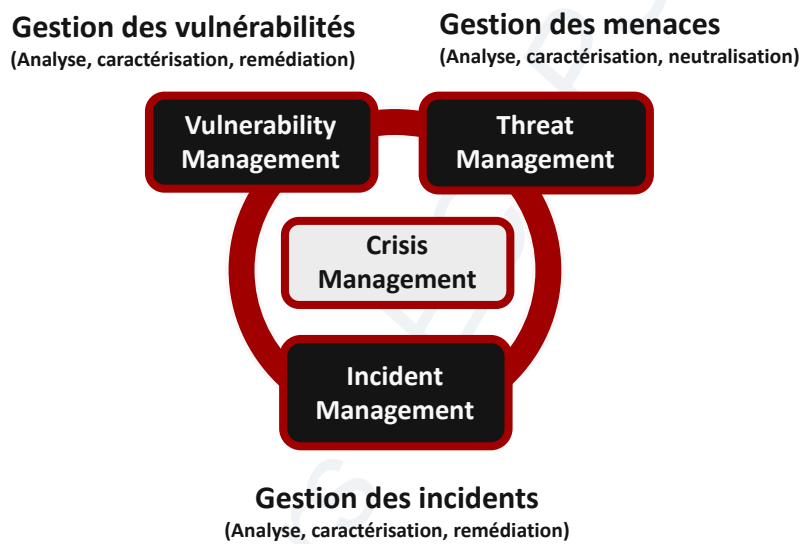 Gestion des vulnérabilités
(Analyse, caractérisation, remédiation)
Gestion des menaces
(Analyse, caractérisation, neutralisation)
Vulnerability
Management
Threat
Management
Crisis
Management
Incident
Management
Gestion des incidents
(Analyse, caractérisation, remédiation)